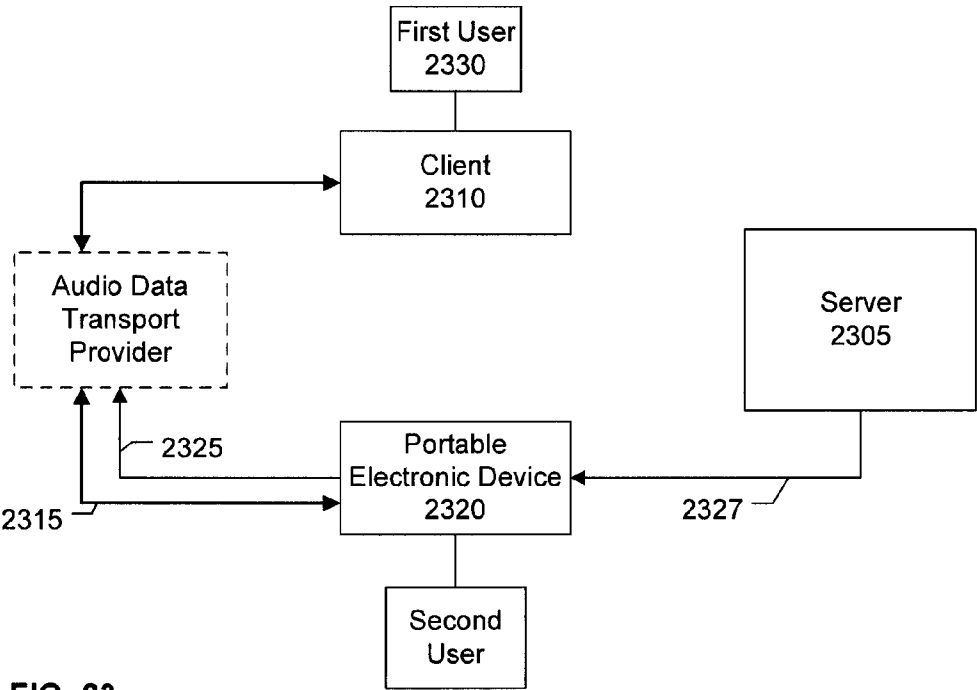 First User
2330
Client
2310
Audio Data
Transport
Provider
Server
2305
2325
Portable
Electronic Device
2320
2315
2327
Second
User
FIG.